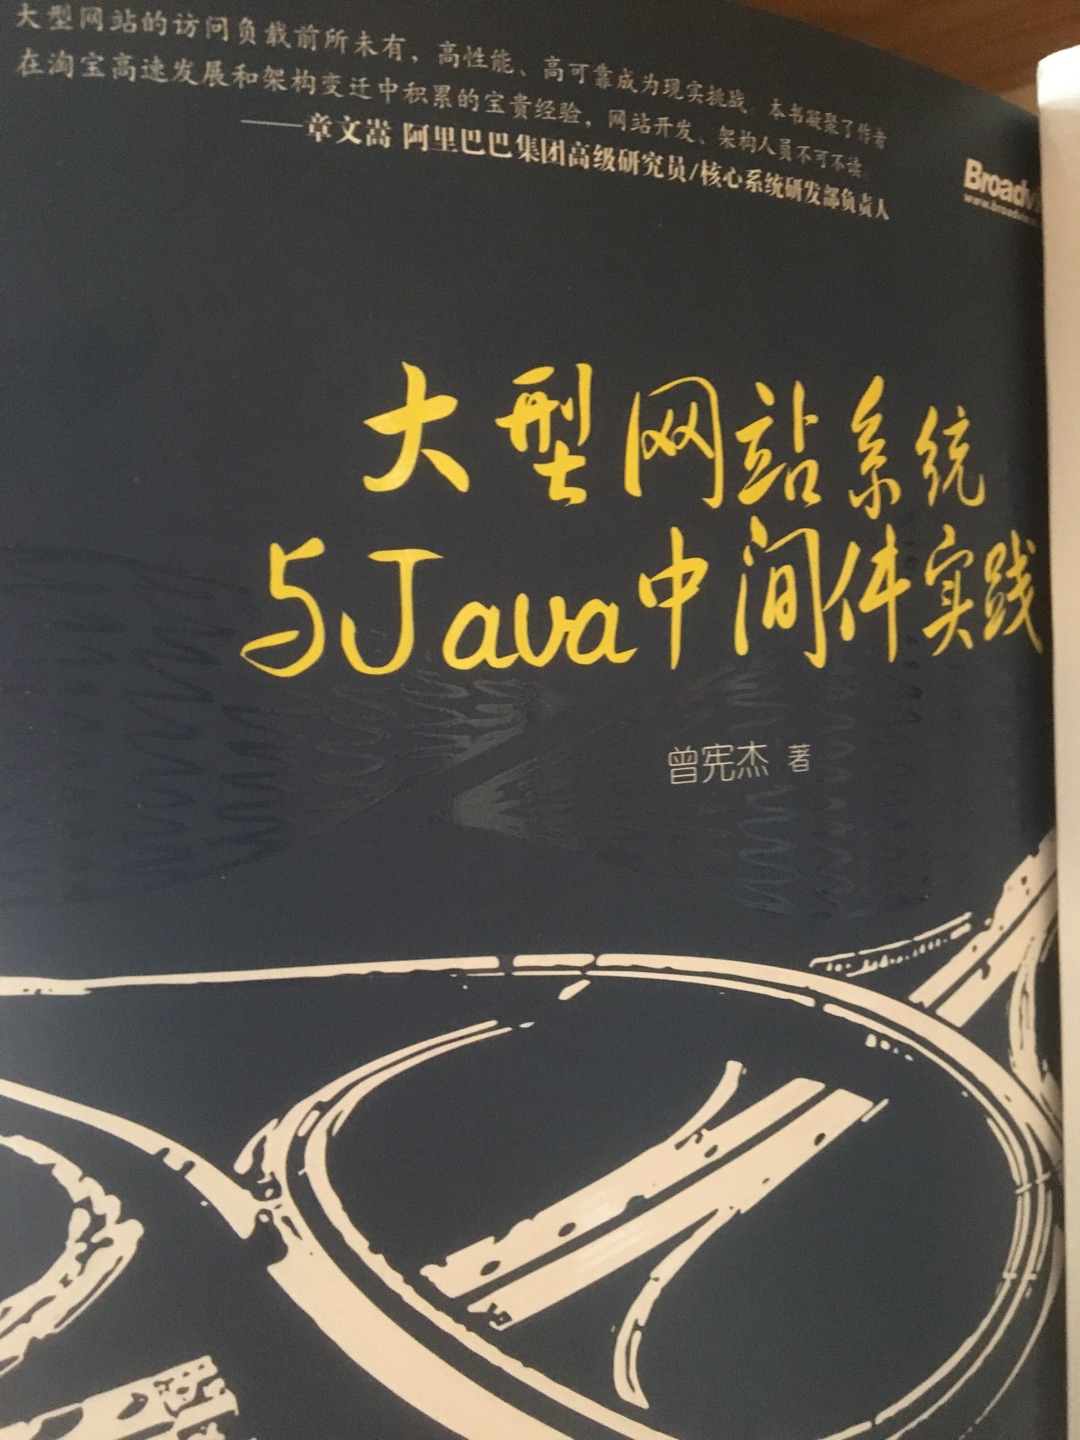 大型网站的访问负载前所未有，高性能、高可靠成为现实挑战。本书凝聚了作者
在淘宝高速发展和架构变迁中积累的宝贵经验，网站开发、架构人员不可不读。
——章文嵩 阿里巴巴集团高级研究员/核心系统研发部负责人
大型网站系统
与Java中间件实践
曾宪杰 著